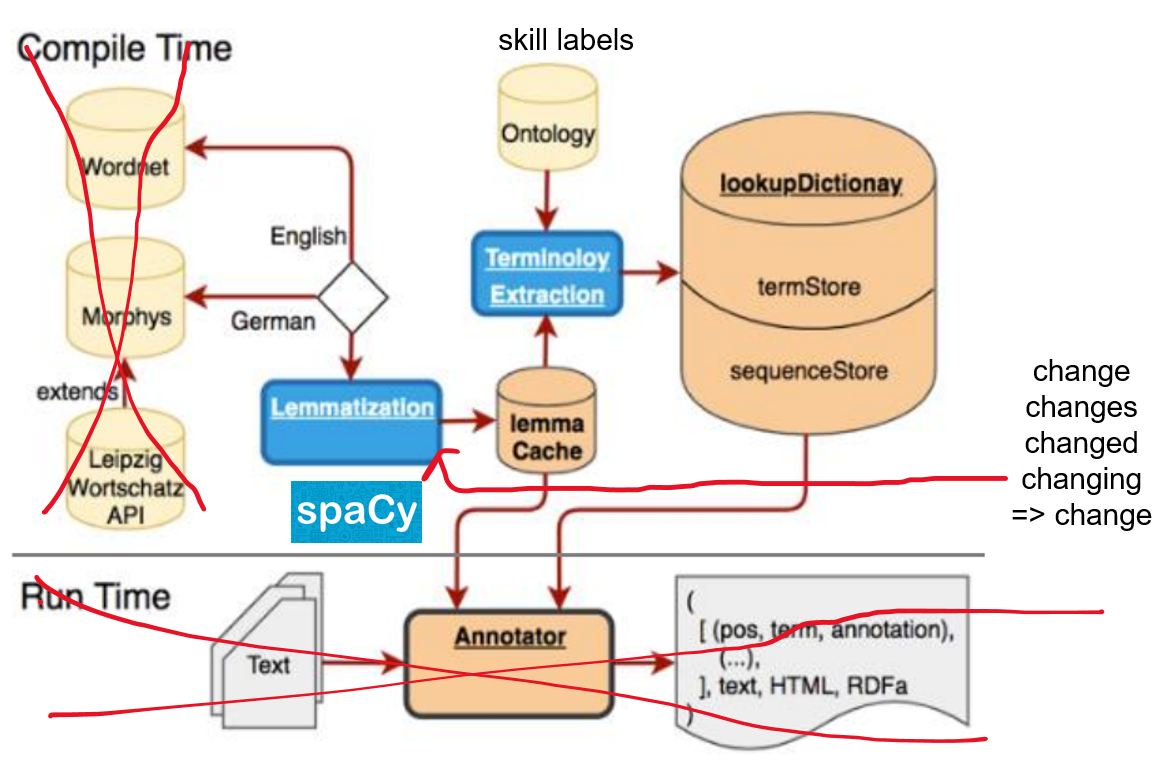 Compile Time
skill labels
Wordnet
Ontology
lookupDictionay
English
Terminoloy
Extraction
termStore
Morphys
German
extends
sequenceStore
Lemmatization
lemma
Cache
Leipzig
Wortschatz
API
spaCy
change
changes
changed
changing
=> change
Run Time
Text
Annotator
(
[ (pos, term, annotation),
(...),
], text, HTML, RDFa
)